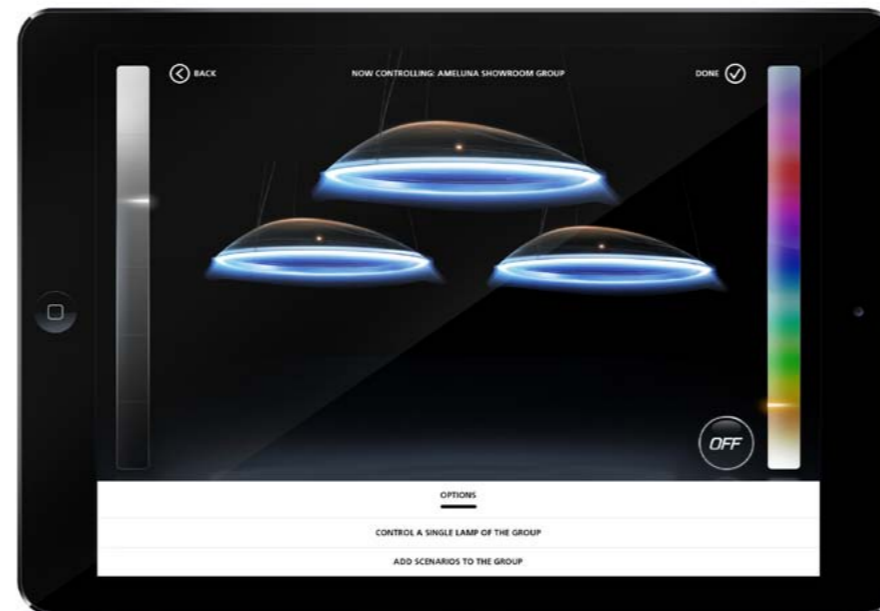 BACK
NOW CONTROLLING: AMELUNA SHOWROOM GROUP
DONE
OFF
OPTIONS
CONTROL A SINGLE LAMP OF THE GROUP
ADD SCENARIOS TO THE GROUP